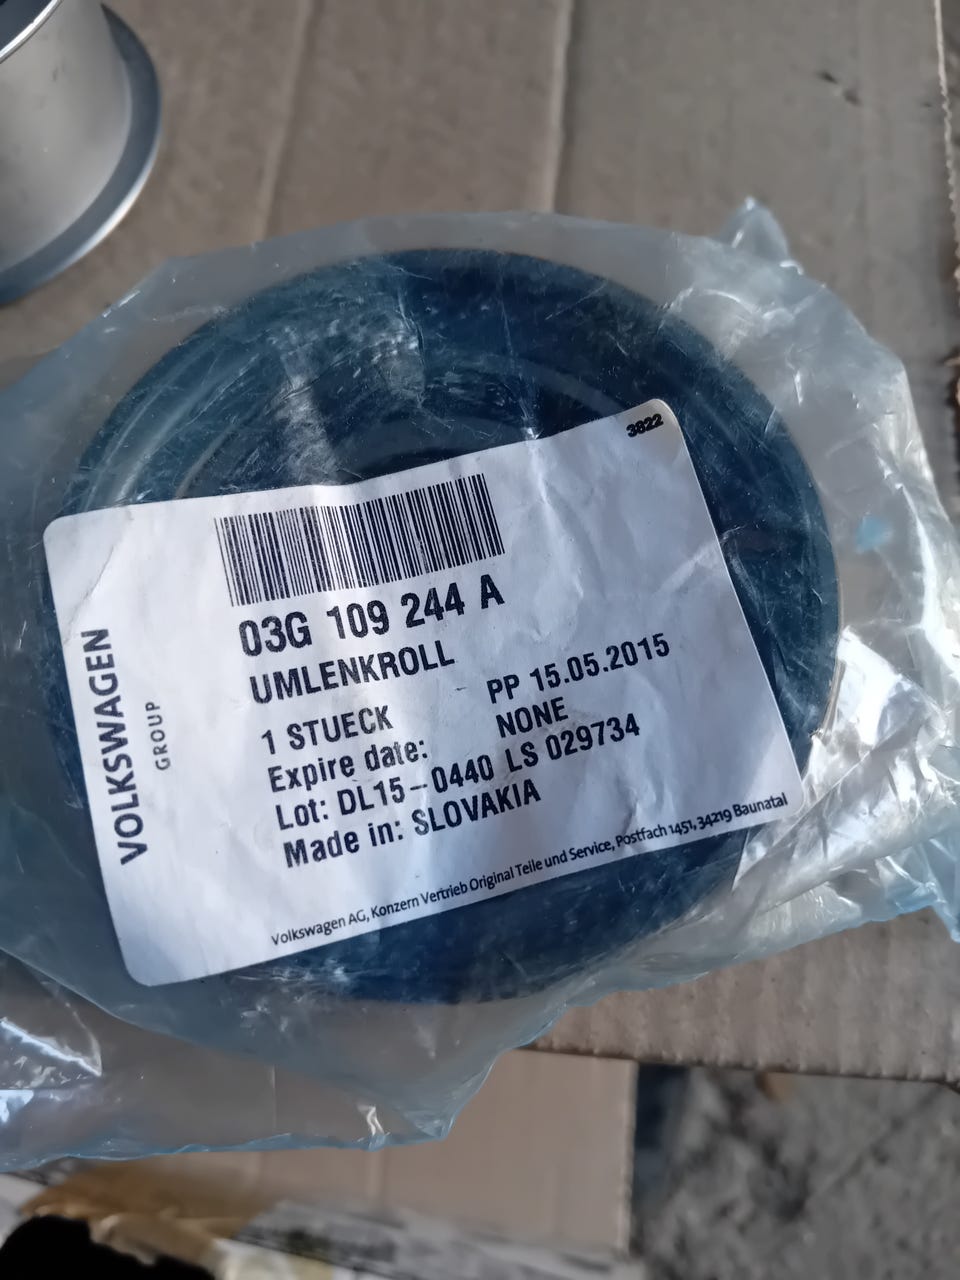 3822
03G 109 244 A
UMLENKROLL
1 STUECK PP 15.05.2015
Expire date: NONE
Lot: DL15-0440 LS 029734
Made in: SLOVAKIA
Volkswagen AG, Konzern Vertrieb Original Teile und Service, Postfach 1451, 34219 Baunatal
VOLKSWAGEN
GROUP